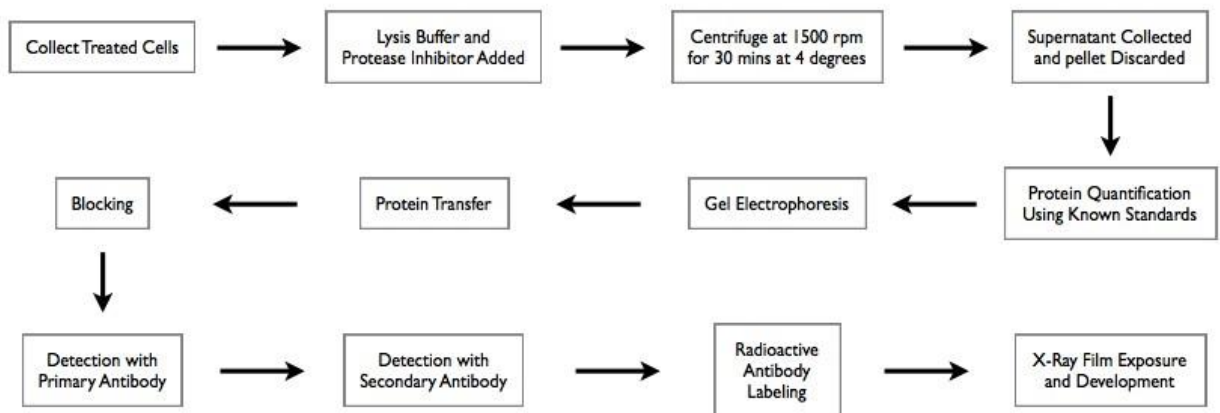 Collect Treated Cells
Lysis Buffer and
Protease Inhibitor Added
Centrifuge at 1500 rpm
for 30 mins at 4 degrees
Supernatant Collected
and pellet Discarded
Protein Quantification
Using Known Standards
Gel Electrophoresis
Protein Transfer
Blocking
Detection with
Primary Antibody
Detection with
Secondary Antibody
Radioactive
Antibody
Labeling
X-Ray Film Exposure
and Development